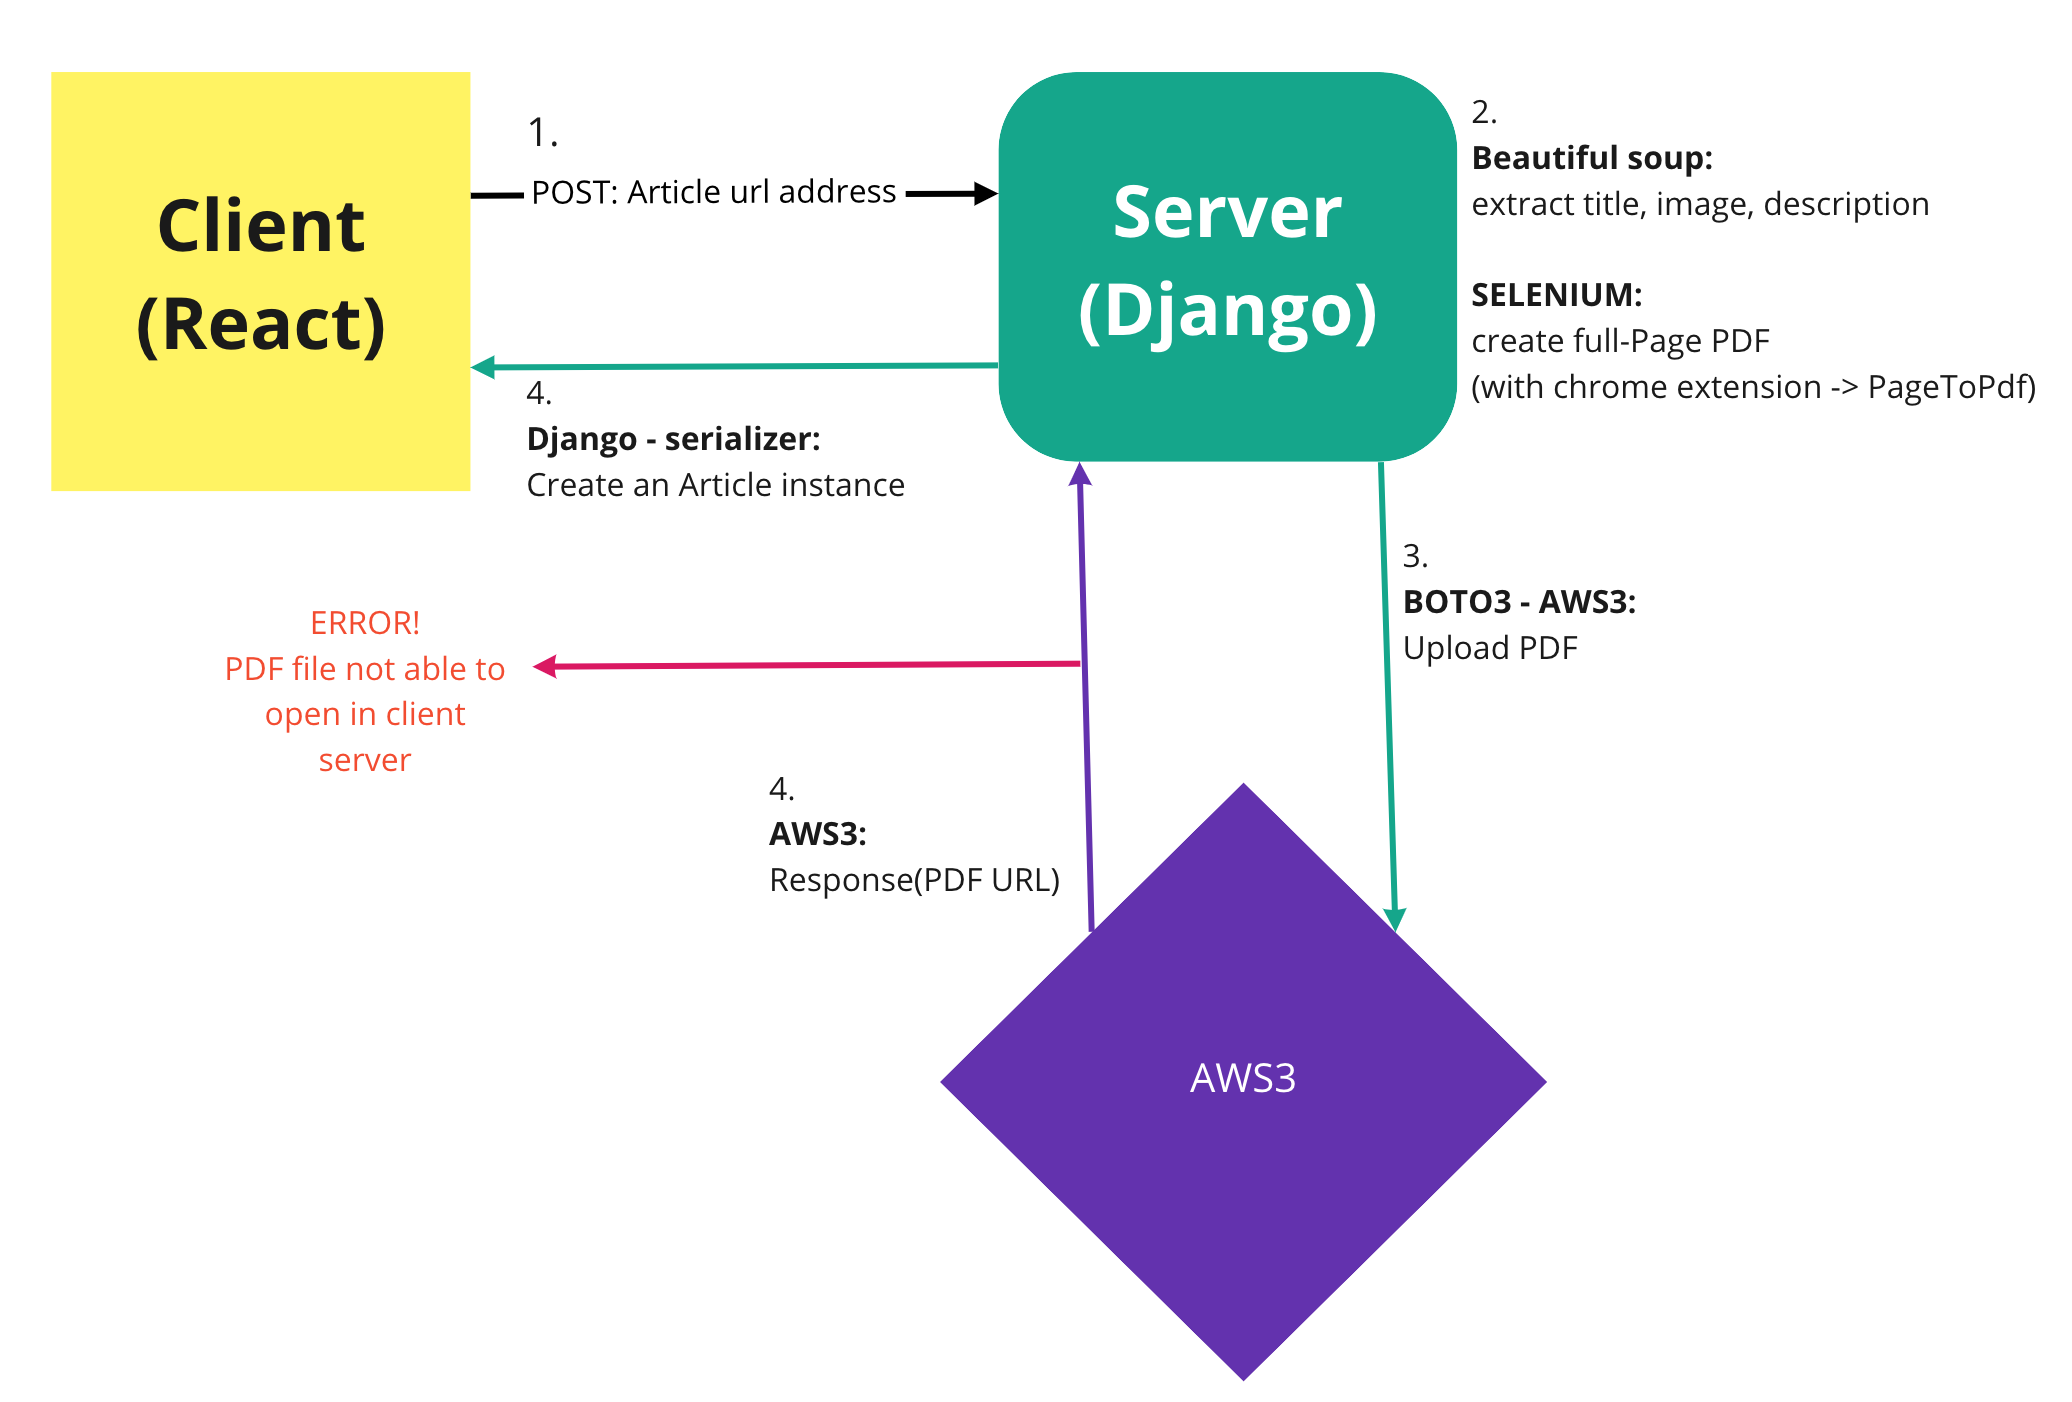 Client
(React)
1.
POST: Article url address
Server
(Django)
2.
Beautiful soup:
extract title, image, description
SELENIUM:
create full-Page PDF
(with chrome extension -> PageToPdf)
4.
Django - serializer:
Create an Article instance
3.
BOTO3 - AWS3:
Upload PDF
ERROR!
PDF file not able to
open in client
server
4.
AWS3:
Response(PDF URL)
AWS3